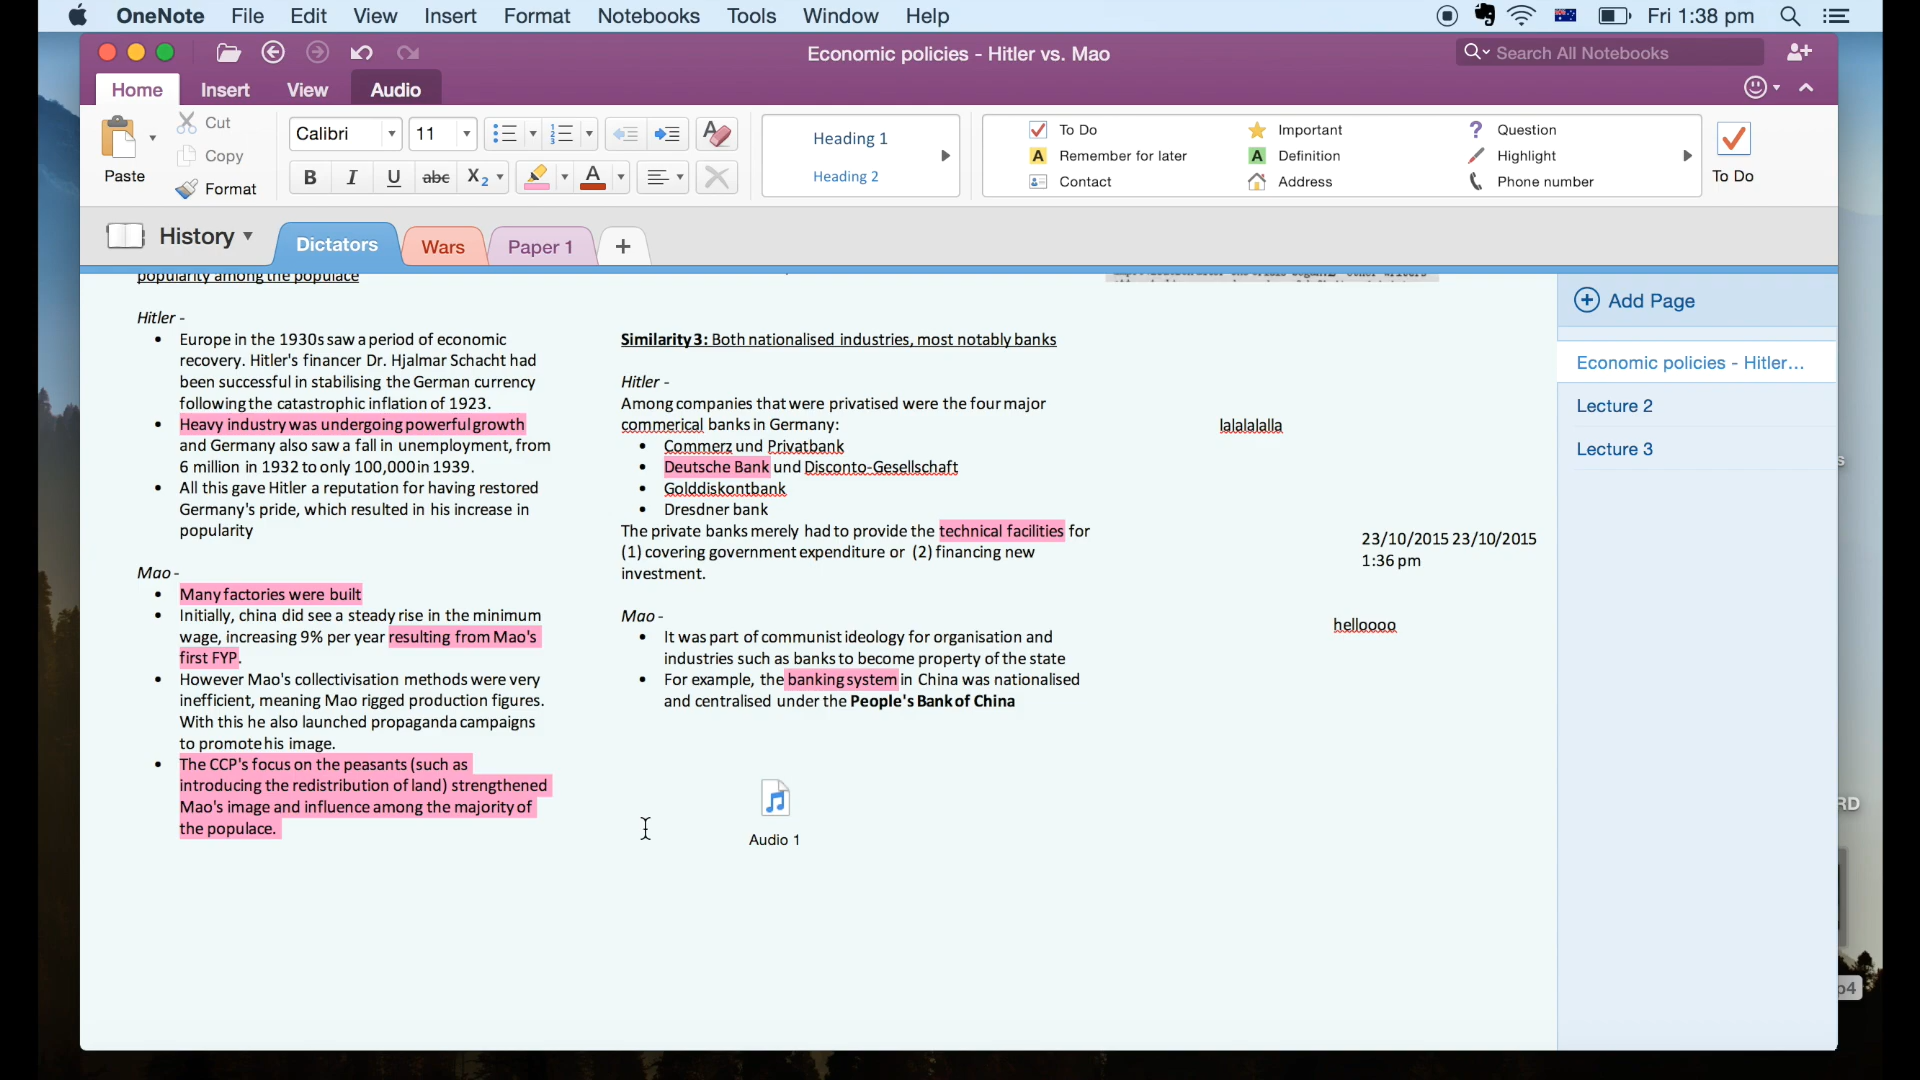 OneNote File Edit View Insert Format Notebooks Tools Window Help
Fri 1:38 pm
Economic policies - Hitler vs. Mao
Search All Notebooks
Home Insert View Audio
Paste
Cut
Copy
Format
Calibri 11
B I U abc X2 A
Heading 1
Heading 2
To Do
Remember for later
Contact
Important
Definition
Address
Question
Highlight
Phone number
To Do
History
Dictators
Wars
Paper 1
popularity among the populace
Hitler -
Europe in the 1930s saw a period of economic
recovery. Hitler's financer Dr. Hjalmar Schacht had
been successful in stabilising the German currency
following the catastrophic inflation of 1923.
Heavy industry was undergoing powerful growth
and Germany also saw a fall in unemployment, from
6 million in 1932 to only 100,000 in 1939.
All this gave Hitler a reputation for having restored
Germany's pride, which resulted in his increase in
popularity
Mao -
Many factories were built
Initially, china did see a steady rise in the minimum
wage, increasing 9% per year resulting from Mao's
first FYP.
However Mao's collectivisation methods were very
inefficient, meaning Mao rigged production figures.
With this he also launched propaganda campaigns
to promote his image.
The CCP's focus on the peasants (such as
introducing the redistribution of land) strengthened
Mao's image and influence among the majority of
the populace.
Similarity 3: Both nationalised industries, most notably banks
Hitler -
Among companies that were privatised were the four major
commerical banks in Germany:
Commerz und Privatbank
Deutsche Bank und Disconto-Gesellschaft
Golddiskontbank
Dresdner bank
The private banks merely had to provide the technical facilities for
(1) covering government expenditure or (2) financing new
investment.
Mao -
It was part of communist ideology for organisation and
industries such as banks to become property of the state
For example, the banking system in China was nationalised
and centralised under the People's Bank of China
Audio 1
lalalalalla
23/10/2015 23/10/2015
1:36 pm
helloooo
Add Page
Economic policies - Hitler...
Lecture 2
Lecture 3
s
RD
p4